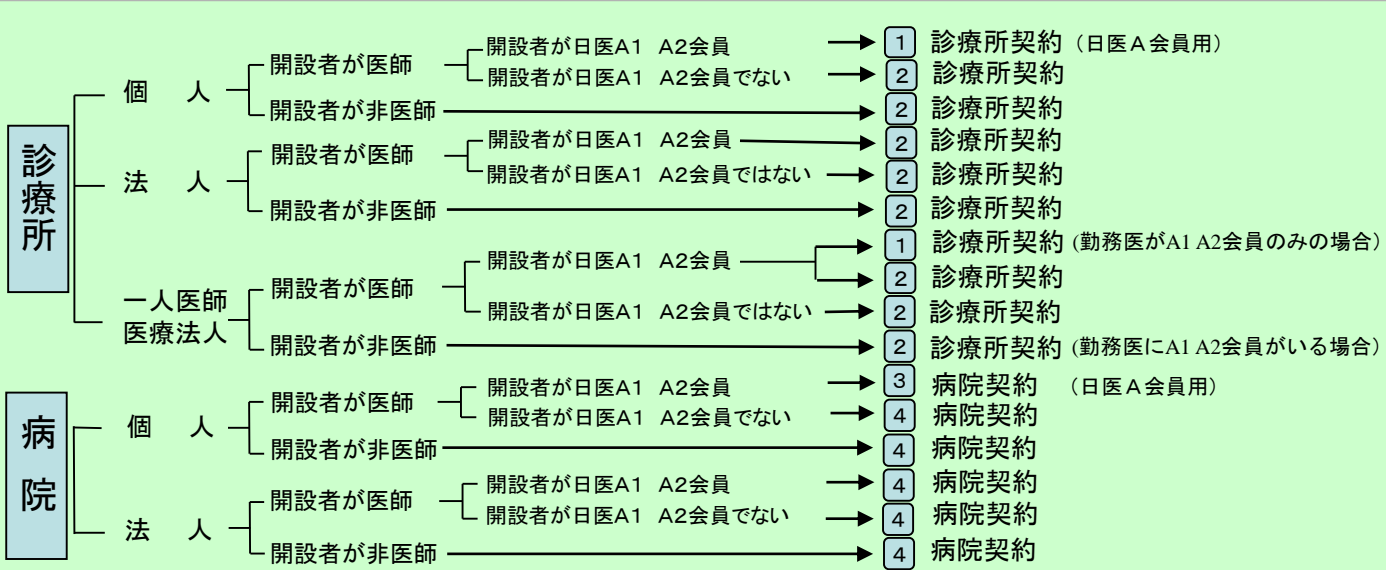 診療所
個　人
開設者が医師
開設者が日医A1　A2会員
1 診療所契約（日医A会員用）
開設者が日医A1　A2会員でない
2 診療所契約
開設者が非医師
2 診療所契約
法　人
開設者が医師
開設者が日医A1　A2会員
2 診療所契約
開設者が日医A1　A2会員ではない
2 診療所契約
開設者が非医師
2 診療所契約
一人医師
医療法人
開設者が医師
開設者が日医A1　A2会員
1 診療所契約（勤務医がA1 A2会員のみの場合）
2 診療所契約
開設者が日医A1　A2会員ではない
2 診療所契約
開設者が非医師
2 診療所契約（勤務医にA1 A2会員がいる場合）
病院
個　人
開設者が医師
開設者が日医A1　A2会員
3 病院契約　（日医A会員用）
開設者が日医A1　A2会員でない
4 病院契約
開設者が非医師
4 病院契約
法　人
開設者が医師
開設者が日医A1　A2会員
4 病院契約
開設者が日医A1　A2会員でない
4 病院契約
開設者が非医師
4 病院契約